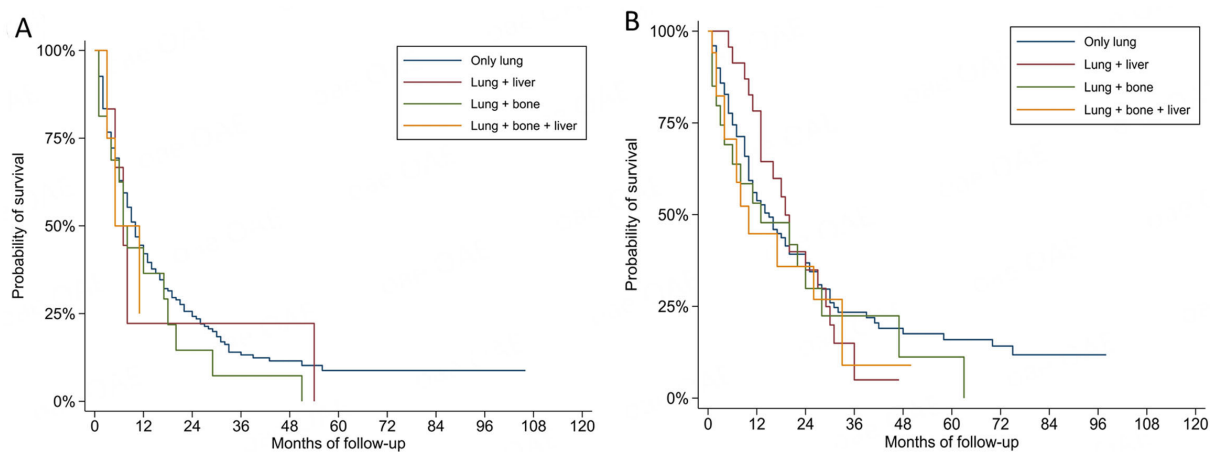 A
Probability of survival
100%
75%
50%
25%
0%
Only lung
Lung + liver
Lung + bone
Lung + bone + liver
0 12 24 36 48 60 72 84 96 108 120
Months of follow-up
B
Probability of survival
100%
75%
50%
25%
0%
Only lung
Lung + liver
Lung + bone
Lung + bone + liver
0 12 24 36 48 60 72 84 96 108 120
Months of follow-up